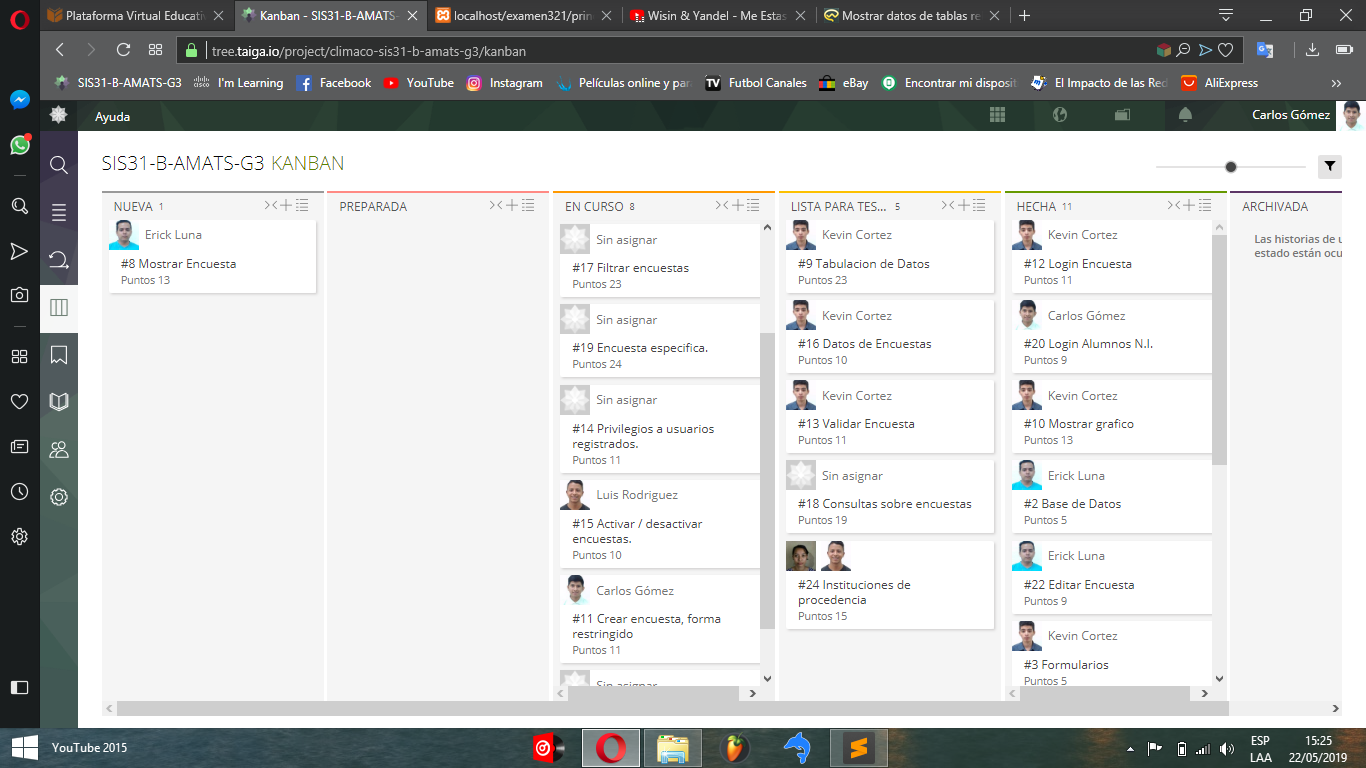 Plataforma Virtual Educativ
Kanban - SIS31-B-AMATS-
localhost/examen321/prin
Wisin & Yandel - Me Estas
Mostrar datos de tablas re
tree.taiga.io/project/climaco-sis31-b-amats-g3/kanban
SIS31-B-AMATS-G3
I'm Learning
Facebook
YouTube
Instagram
Películas online y par
TV Futbol Canales
eBay
Encontrar mi disposit
El Impacto de las Red
AliExpress
Ayuda
Carlos Gómez
SIS31-B-AMATS-G3 KANBAN
NUEVA 1
Erick Luna
#8 Mostrar Encuesta
Puntos 13
PREPARADA
EN CURSO 8
Sin asignar
#17 Filtrar encuestas
Puntos 23
Sin asignar
#19 Encuesta especifica.
Puntos 24
Sin asignar
#14 Privilegios a usuarios
registrados.
Puntos 11
Luis Rodriguez
#15 Activar / desactivar
encuestas.
Puntos 10
Carlos Gómez
#11 Crear encuesta, forma
restringido
Puntos 11
Sin asignar
LISTA PARA TES... 5
Kevin Cortez
#9 Tabulacion de Datos
Puntos 23
Kevin Cortez
#16 Datos de Encuestas
Puntos 10
Kevin Cortez
#13 Validar Encuesta
Puntos 11
Sin asignar
#18 Consultas sobre encuestas
Puntos 19
#24 Instituciones de
procedencia
Puntos 15
HECHA 11
Kevin Cortez
#12 Login Encuesta
Puntos 11
Carlos Gómez
#20 Login Alumnos N.I.
Puntos 9
Kevin Cortez
#10 Mostrar grafico
Puntos 13
Erick Luna
#2 Base de Datos
Puntos 5
Erick Luna
#22 Editar Encuesta
Puntos 9
Kevin Cortez
#3 Formularios
Puntos 5
ARCHIVADA
Las historias de u
estado están ocu
YouTube 2015
ESP
LAA
15:25
22/05/2019